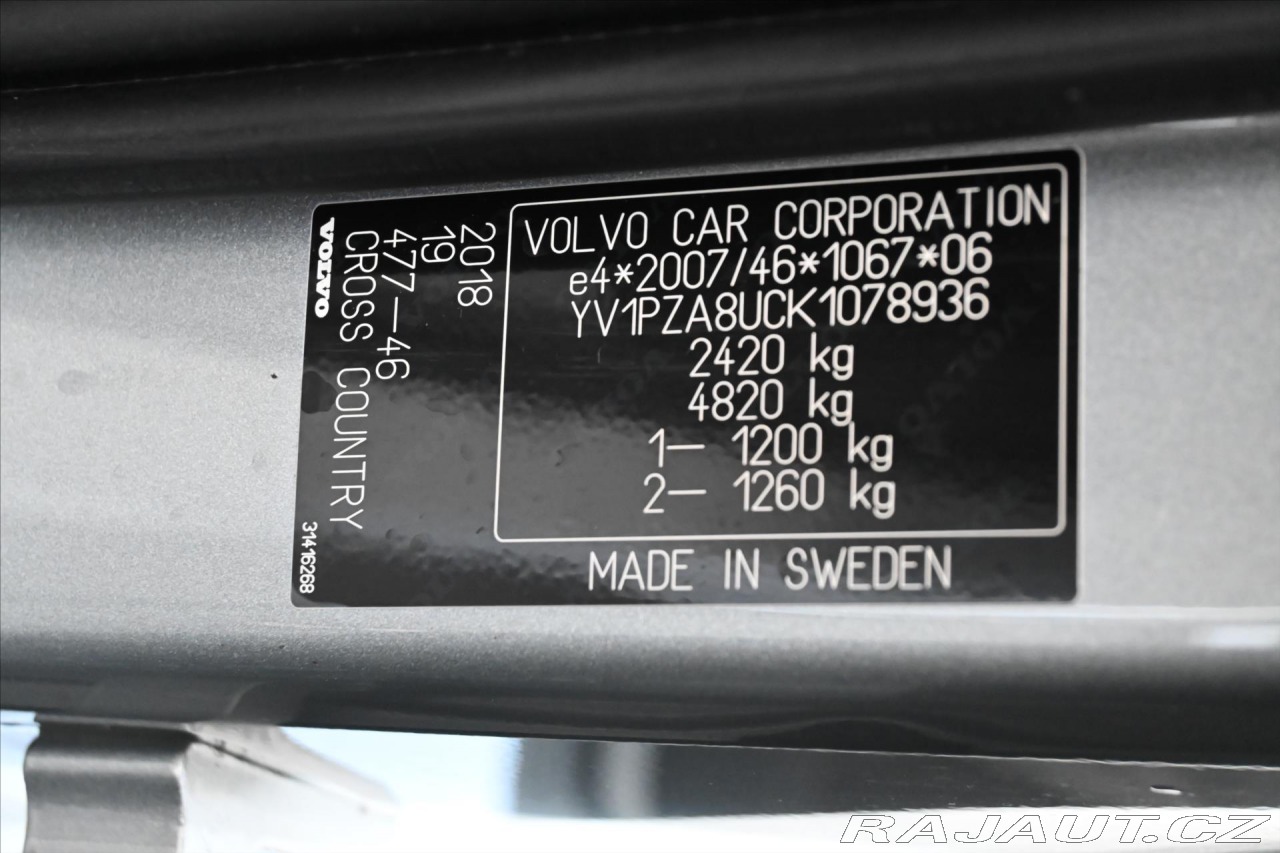 VOLVO CAR CORPORATION
e4*2007/46*1067*06
YV1PZA8UCK1078936
2420 kg
4820 kg
1— 1200 kg
2— 1260 kg
MADE IN SWEDEN
2018
19
477—46
CROSS COUNTRY
VOLVO
31416268
RAJAUT.CZ